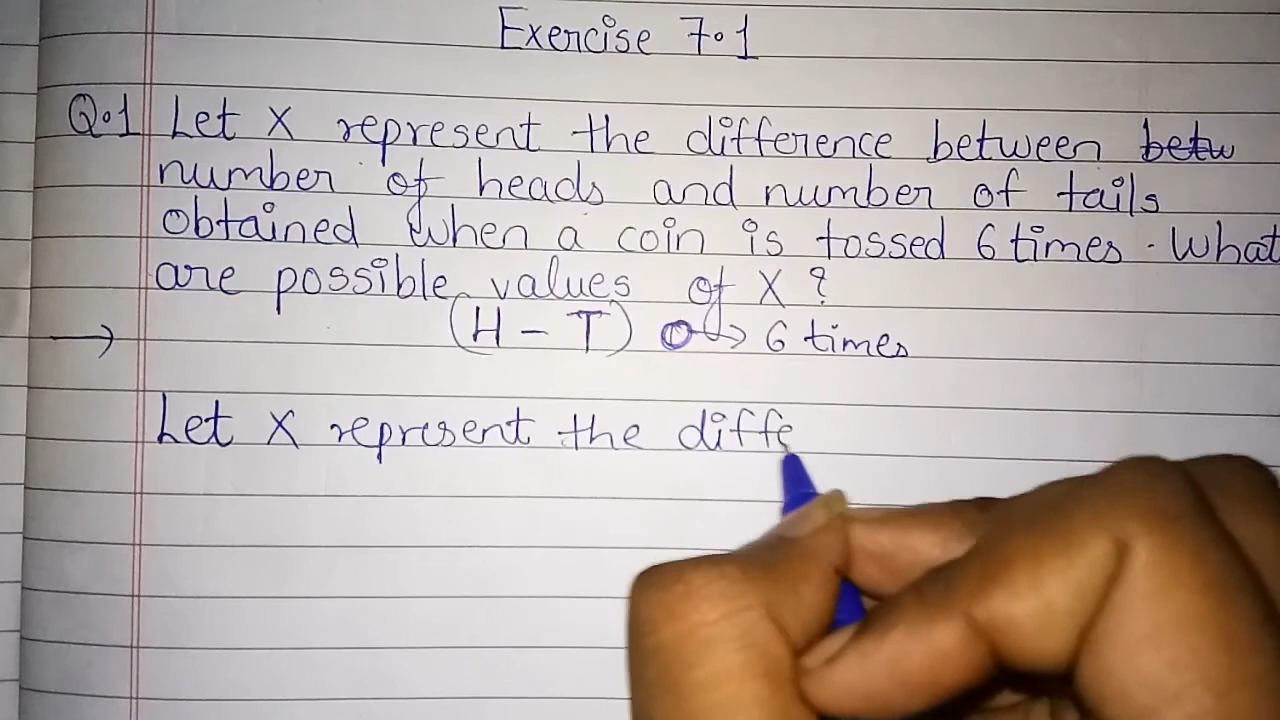 Exercise 7.1
Q.1 Let X represent the difference between betw
number of heads and number of tails
obtained when a coin is tossed 6 times. What
are possible values of X ?
→ (H - T) ↳ 6 times
Let X represent the diffe